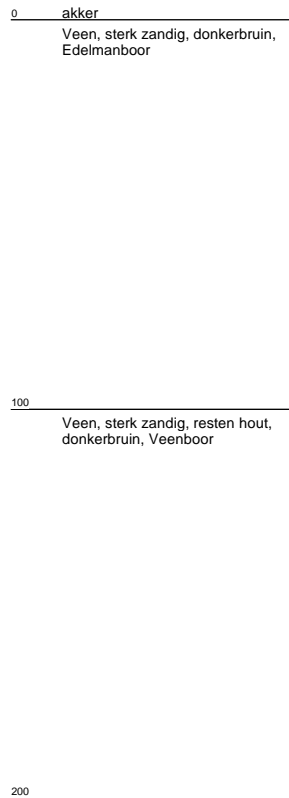 0 akker
Veen, sterk zandig, donkerbruin,
Edelmanboor
100
Veen, sterk zandig, resten hout,
donkerbruin, Veenboor
200